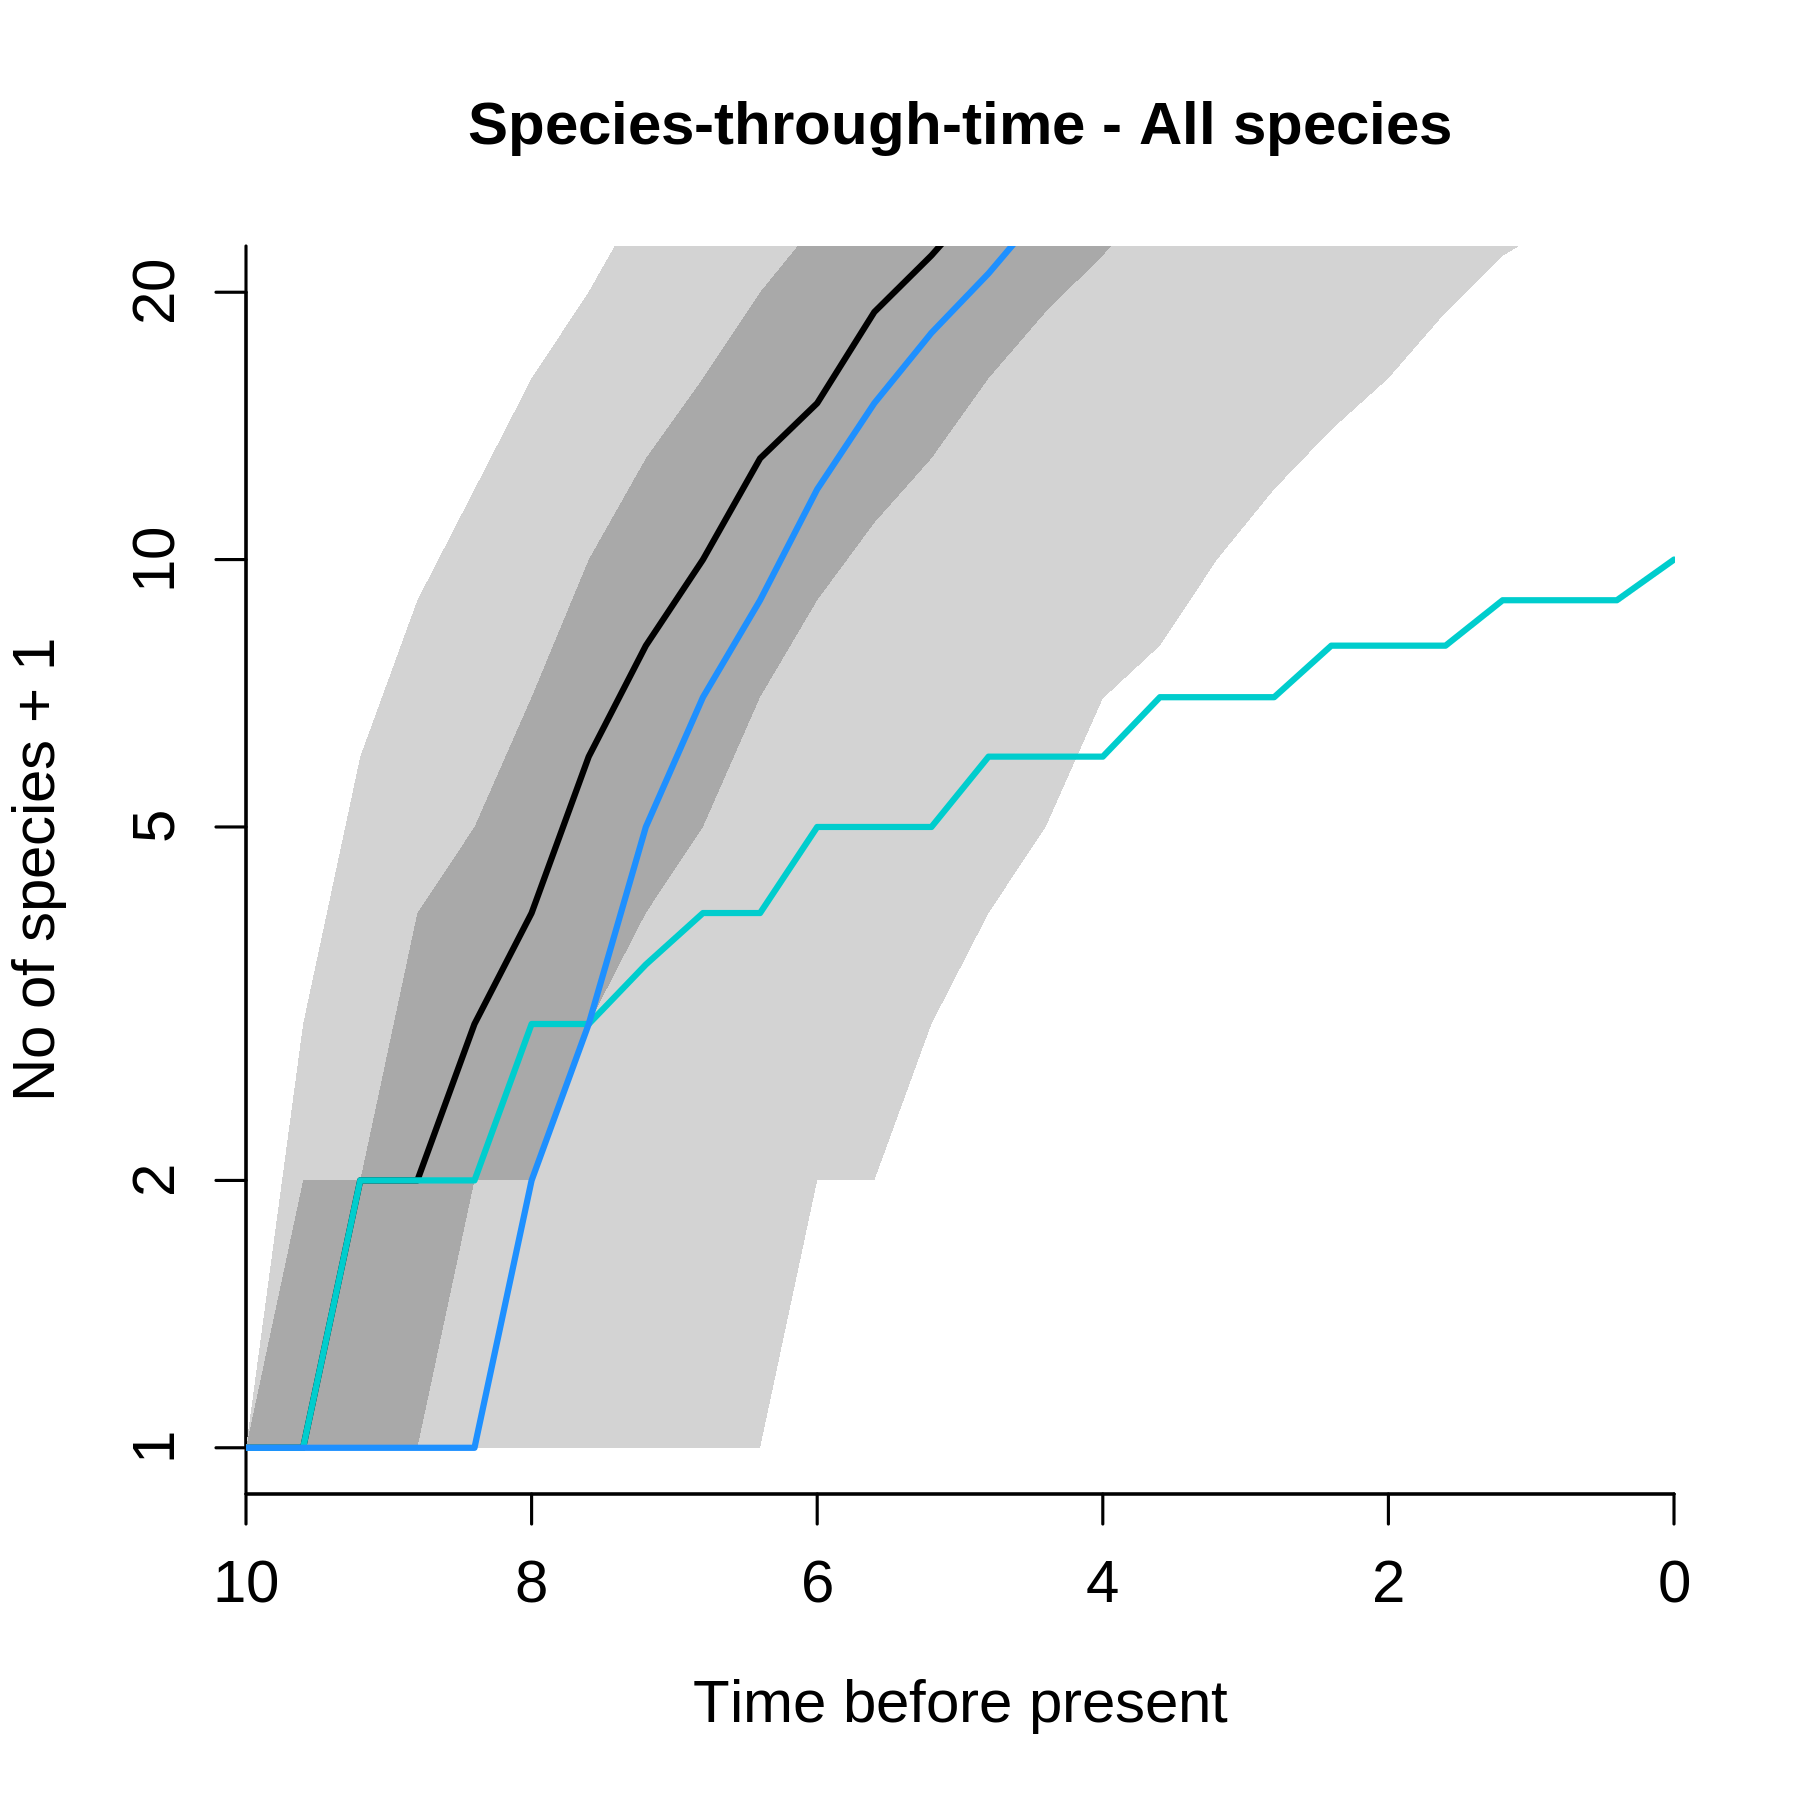 Species-through-time - All species
No of species + 1
20
10
5
2
1
10 8 6 4 2 0
Time before present